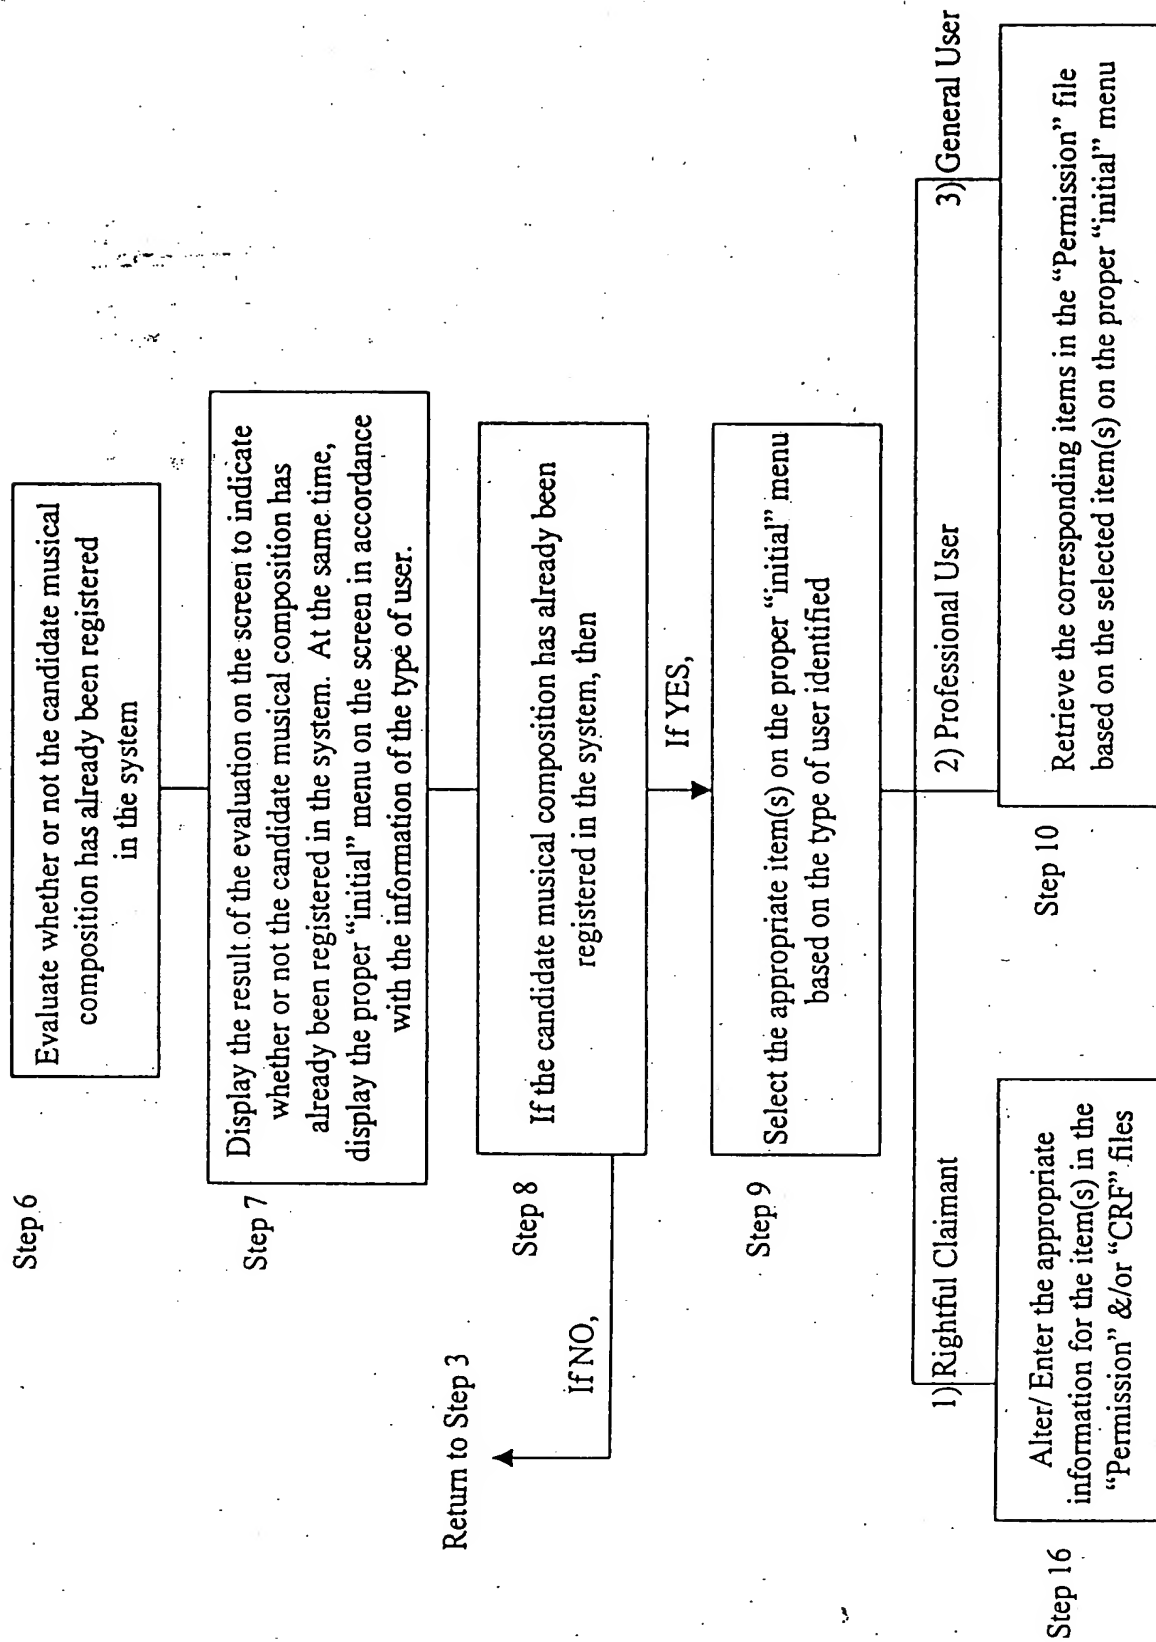 Step 6
Evaluate whether or not the candidate musical
composition has already been registered
in the system
Step 7
Display the result of the evaluation on the screen to indicate
whether or not the candidate musical composition has
already been registered in the system. At the same time,
display the proper “initial” menu on the screen in accordance
with the information of the type of user.
Step 8
If the candidate musical composition has already been
registered in the system, then
Return to Step 3
If NO,
If YES,
Step 9
Select the appropriate item(s) on the proper “initial” menu
based on the type of user identified
1) Rightful Claimant
2) Professional User
3) General User
Step 16
Alter/ Enter the appropriate
information for the item(s) in the
“Permission” &/or “CRF” files
Step 10
Retrieve the corresponding items in the “Permission” file
based on the selected item(s) on the proper “initial” menu